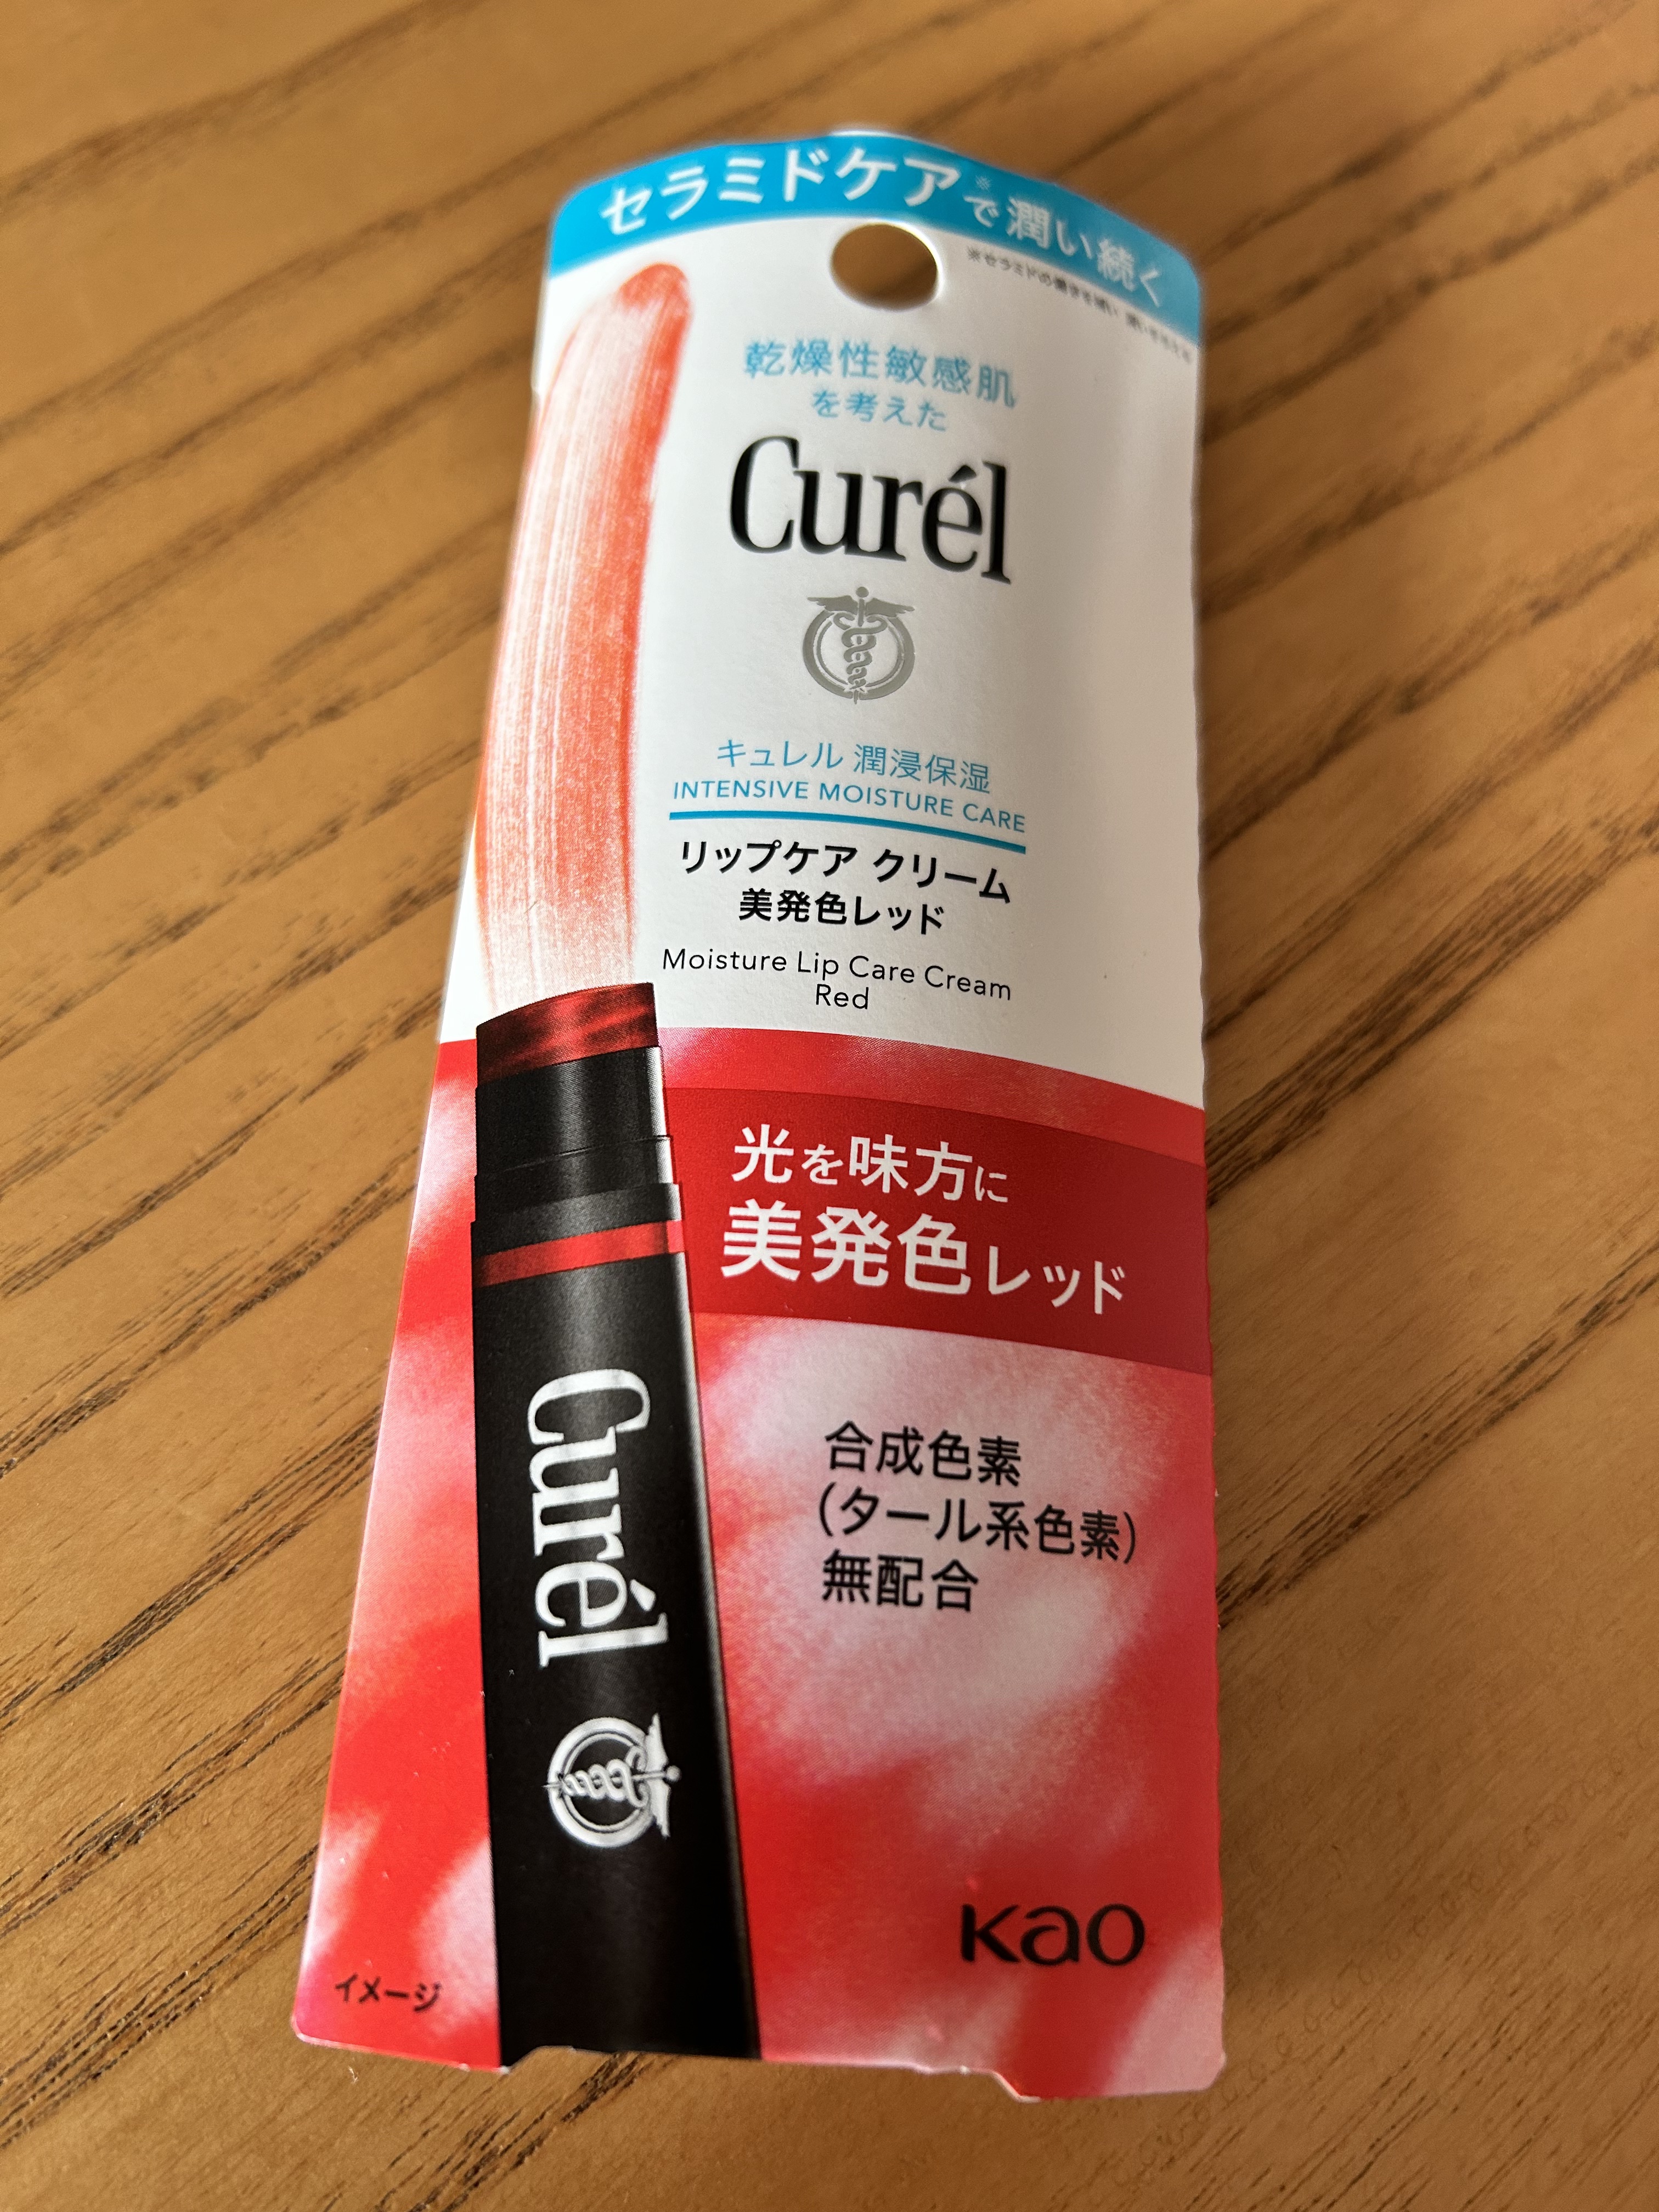 セラミドケア※で潤い続く
乾燥性敏感肌
を考えた
Curél
キュレル 潤浸保湿
INTENSIVE MOISTURE CARE
リップケア クリーム
美発色レッド
Moisture Lip Care Cream
Red
光を味方に
美発色レッド
合成色素
(タール系色素)
無配合
Curél
Kao
イメージ